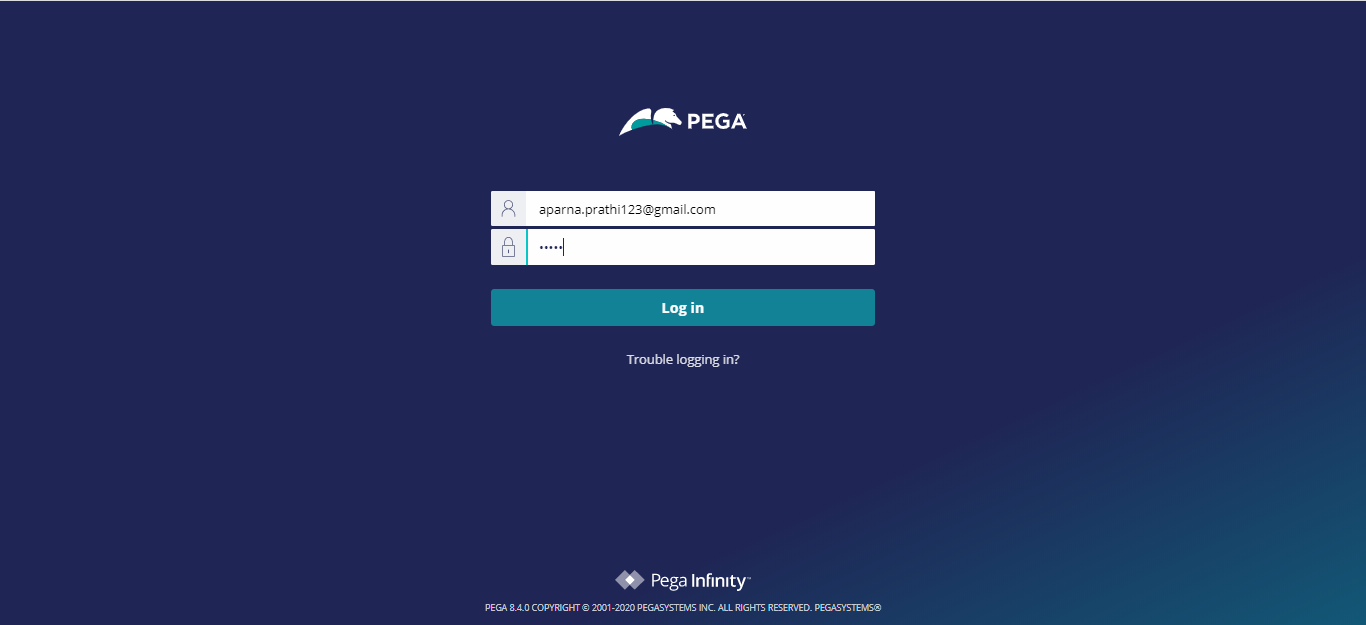 PEGA
aparna.prathi123@gmail.com
•••••
Log in
Trouble logging in?
Pega Infinity™
PEGA 8.4.0 COPYRIGHT © 2001-2020 PEGASYSTEMS INC. ALL RIGHTS RESERVED. PEGASYSTEMS®